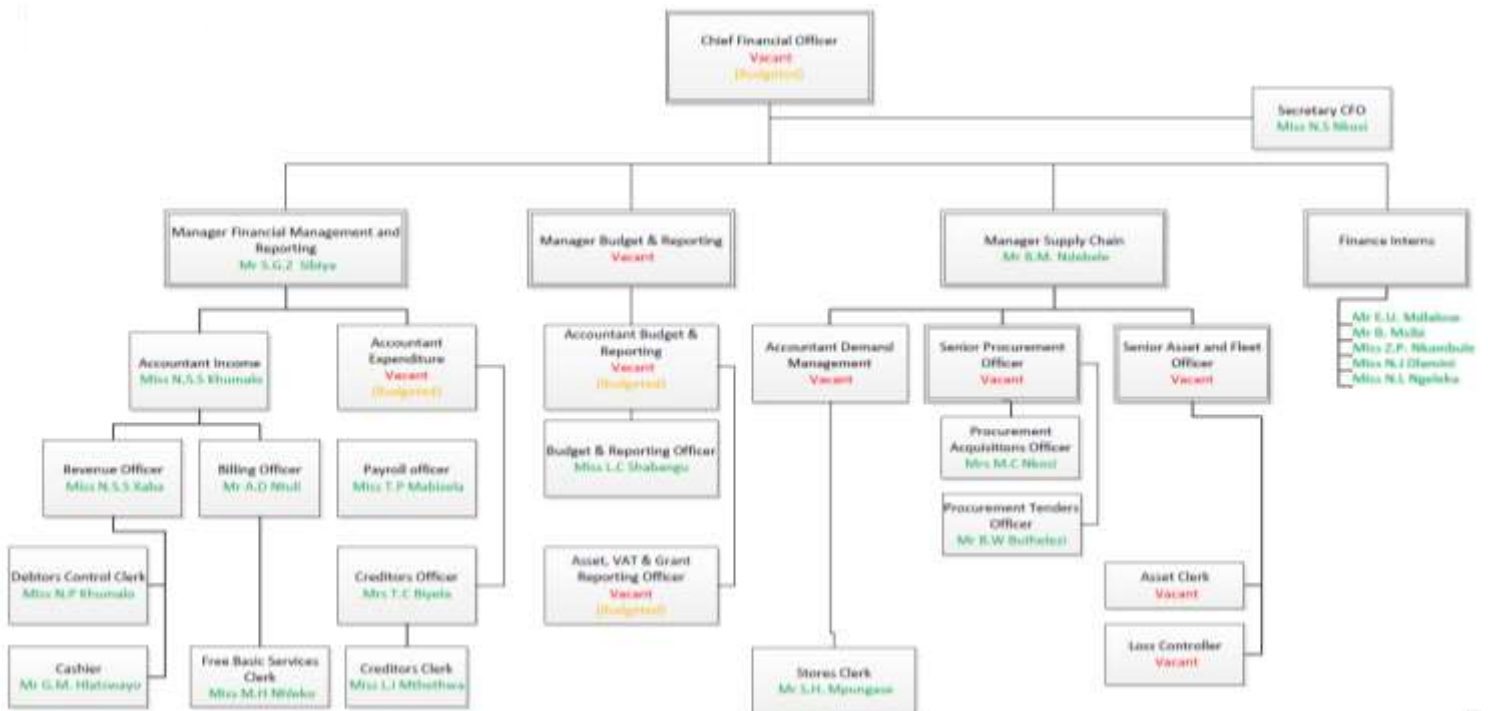 Chief Financial Officer
Vacant
(Budgeted)
Secretary CFO
Miss N.S Nkosi
Manager Financial Management and
Reporting
Mr S.G.Z Sibiya
Manager Budget & Reporting
Vacant
Manager Supply Chain
Mr B.M. Ndebele
Finance Interns
Mr E.U. Mdlalose
Mr B.
Miss Z.P. Nkambule
Miss N.J Dlamini
Miss N.L
Accountant Income
Miss N.S.S Khumalo
Accountant
Expenditure
Vacant
(Budgeted)
Accountant Budget &
Reporting
Vacant
(Budgeted)
Accountant Demand
Management
Vacant
Senior Procurement
Officer
Vacant
Senior Asset and Fleet
Officer
Vacant
Revenue Officer
Miss N.S.S
Billing Officer
Mr A.D Ntuli
Payroll officer
Miss T.P Mabizela
Budget & Reporting Officer
Miss L.C Shabangu
Procurement
Acquisitions Officer
Mrs M.C Nkosi
Procurement Tenders
Officer
Mr B.W Buthelezi
Debtors Control Clerk
Miss N.P Khumalo
Creditors Officer
Mrs T.C Biyela
Asset, VAT & Grant
Reporting Officer
Vacant
(Budgeted)
Asset Clerk
Vacant
Cashier
Mr G.M. Hlatswayo
Free Basic Services
Clerk
Miss M.H
Creditors Clerk
Miss L.I Mthethwa
Stores Clerk
Mr S.H. Mpungose
Loss Controller
Vacant